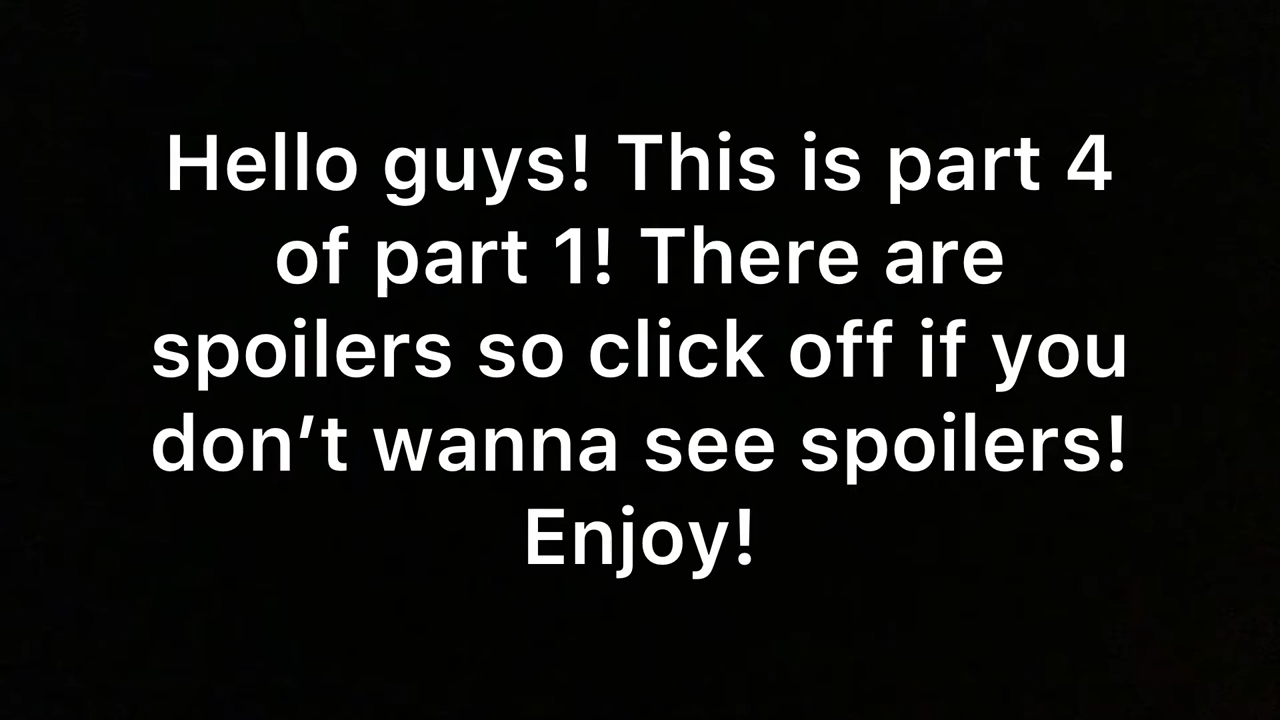 Hello guys! This is part 4
of part 1! There are
spoilers so click off if you
don’t wanna see spoilers!
Enjoy!